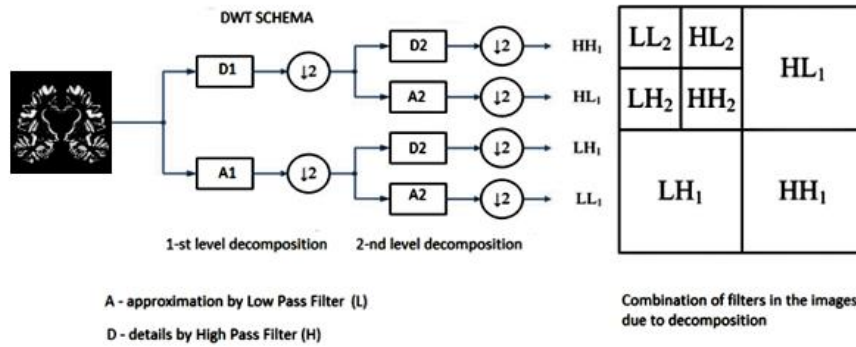 DWT SCHEMA
D1
↓2
D2
↓2
HH₁
A2
↓2
HL₁
A1
↓2
D2
↓2
LH₁
A2
↓2
LL₁
1-st level decomposition
2-nd level decomposition
A - approximation by Low Pass Filter (L)
D - details by High Pass Filter (H)
LL₂ HL₂
HL₁
LH₂ HH₂
LH₁ HH₁
Combination of filters in the images
due to decomposition